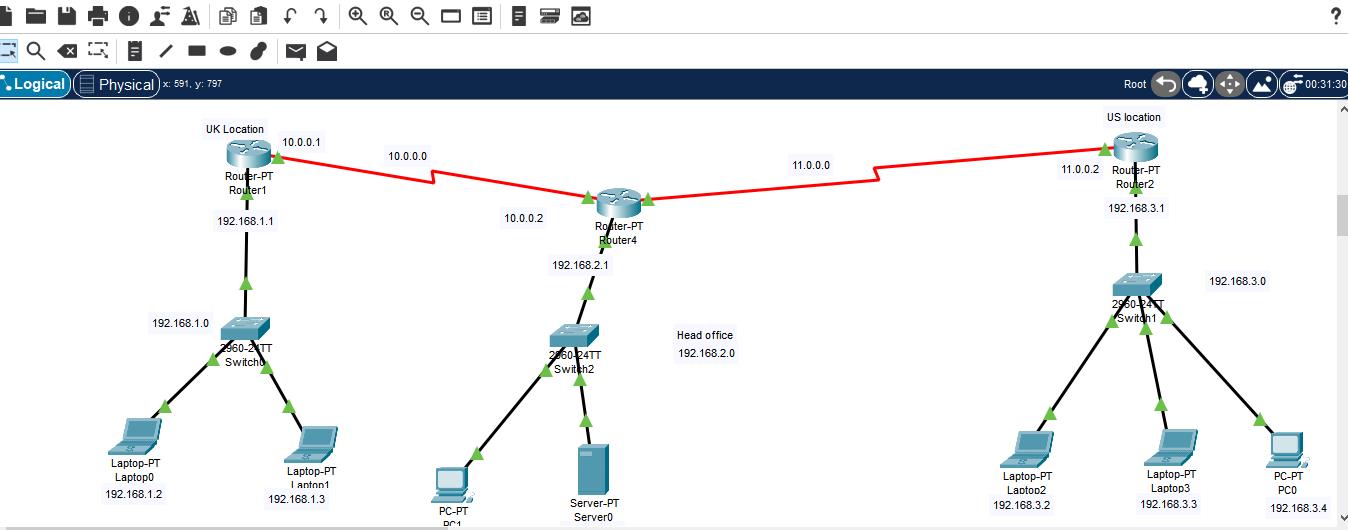 Logical
Physical
x: 591, y: 797
Root
00:31:30
UK Location
US location
10.0.0.1
10.0.0.0
11.0.0.0
11.0.0.2
Router-PT
Router1
Router-PT
Router2
192.168.1.1
10.0.0.2
Router-PT
Router4
192.168.3.1
192.168.2.1
192.168.3.0
192.168.1.0
2960-24TT
Switch0
2960-24TT
Switch2
Head office
192.168.2.0
2960-24TT
Switch1
Laptop-PT
Laptop0
192.168.1.2
Laptop-PT
Laptop1
192.168.1.3
PC-PT
PC1
Server-PT
Server0
Laptop-PT
Laptop2
192.168.3.2
Laptop-PT
Laptop3
192.168.3.3
PC-PT
PC0
192.168.3.4